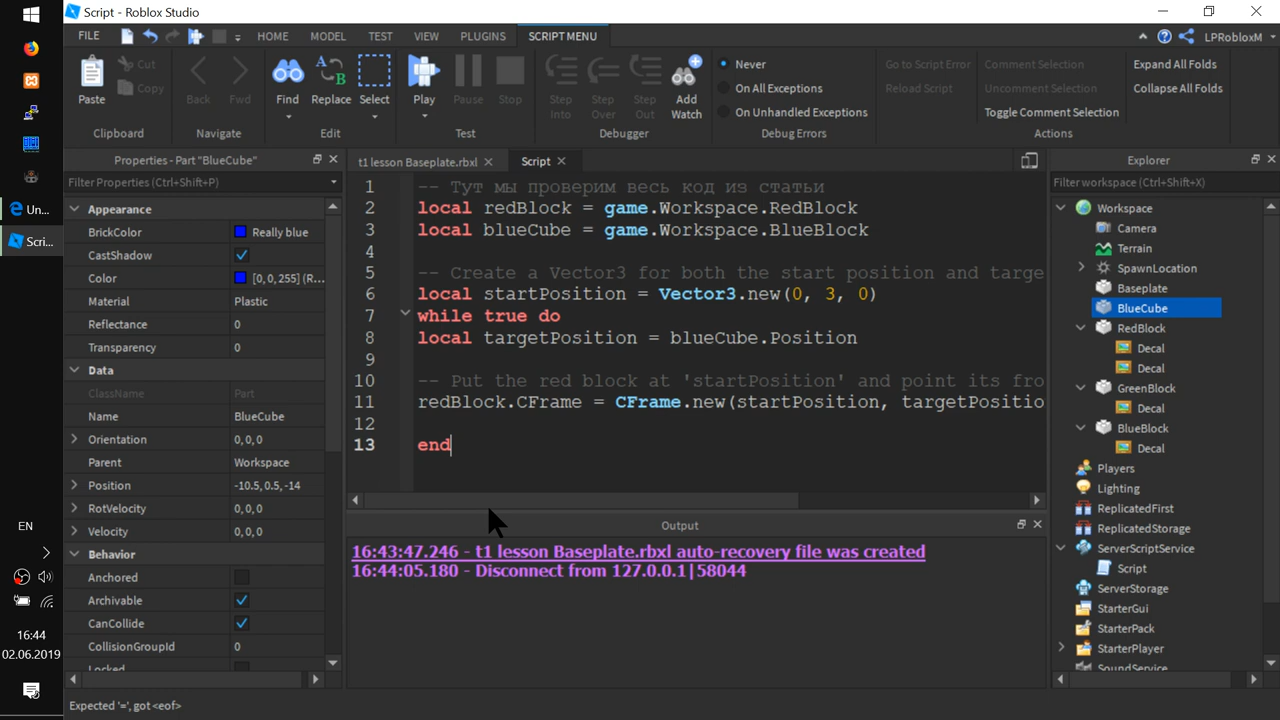 Script - Roblox Studio
FILE HOME MODEL TEST VIEW PLUGINS SCRIPT MENU LPRobloxM
Paste Cut Copy Back Fwd Find Replace Select Play Pause Stop Step Into Step Over Step Out Add Watch
Never
On All Exceptions
On Unhandled Exceptions
Go to Script Error
Reload Script
Comment Selection
Uncomment Selection
Toggle Comment Selection
Expand All Folds
Collapse All Folds
Clipboard Navigate Edit Test Debugger Debug Errors Actions
Properties - Part "BlueCube"
Filter Properties (Ctrl+Shift+P)
Appearance
BrickColor Really blue
CastShadow
Color [0, 0, 255] (R...
Material Plastic
Reflectance 0
Transparency 0
Data
ClassName Part
Name BlueCube
Orientation 0, 0, 0
Parent Workspace
Position -10.5, 0.5, -14
RotVelocity 0, 0, 0
Velocity 0, 0, 0
Behavior
Anchored
Archivable
CanCollide
CollisionGroupId 0
Locked
t1 lesson Baseplate.rbxl Script
1 -- Тут мы проверим весь код из статьи
2 local redBlock = game.Workspace.RedBlock
3 local blueCube = game.Workspace.BlueBlock
4
5 -- Create a Vector3 for both the start position and targe
6 local startPosition = Vector3.new(0, 3, 0)
7 while true do
8 local targetPosition = blueCube.Position
9
10 -- Put the red block at 'startPosition' and point its fro
11 redBlock.CFrame = CFrame.new(startPosition, targetPositio
12
13 end
Output
16:43:47.246 - t1 lesson Baseplate.rbxl auto-recovery file was created
16:44:05.180 - Disconnect from 127.0.0.1|58044
Explorer
Filter workspace (Ctrl+Shift+X)
Workspace
Camera
Terrain
SpawnLocation
Baseplate
BlueCube
RedBlock
Decal
Decal
GreenBlock
Decal
BlueBlock
Decal
Players
Lighting
ReplicatedFirst
ReplicatedStorage
ServerScriptService
Script
ServerStorage
StarterGui
StarterPack
StarterPlayer
SoundService
Un...
Scri...
EN
16:44
02.06.2019
Expected '=', got <eof>